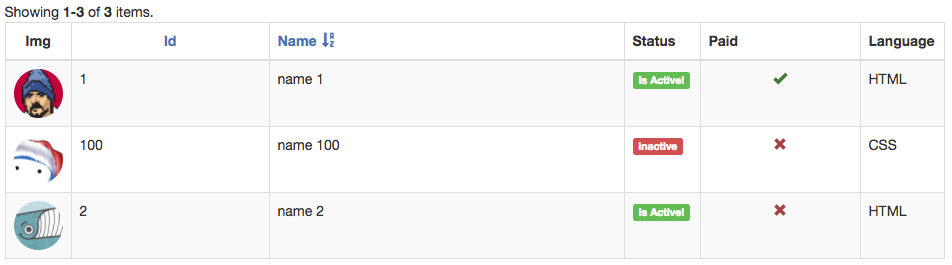 Showing 1-3 of 3 items.
Img Id Name Status Paid Language
1 name 1 Is Active! HTML
100 name 100 Inactive CSS
2 name 2 Is Active! HTML